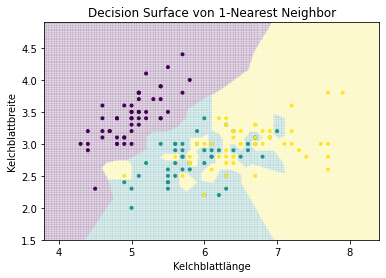 Decision Surface von 1-Nearest Neighbor
Kelchblattbreite
4.5
4.0
3.5
3.0
2.5
2.0
1.5
4 5 6 7 8
Kelchblattlänge